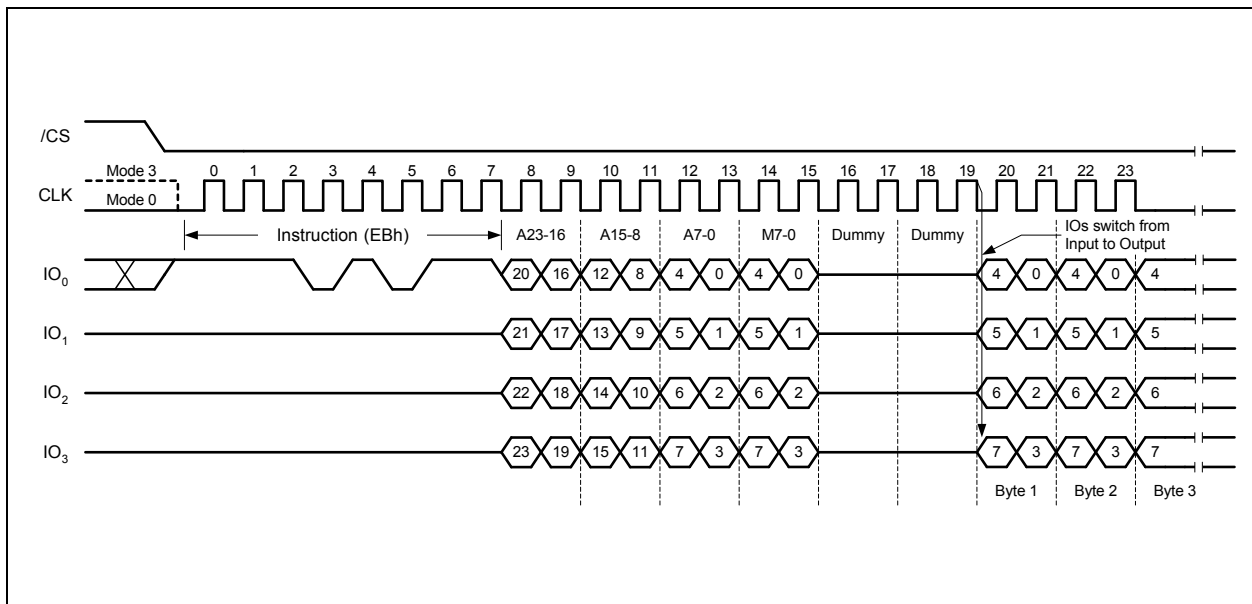 /CS
Mode 3 0 1 2 3 4 5 6 7 8 9 10 11 12 13 14 15 16 17 18 19 20 21 22 23
CLK Mode 0
Instruction (EBh) A23-16 A15-8 A7-0 M7-0 Dummy Dummy
IOs switch from
Input to Output
IO0 20 16 12 8 4 0 4 0 4 0 4 0 4
IO1 21 17 13 9 5 1 5 1 5 1 5 1 5
IO2 22 18 14 10 6 2 6 2 6 2 6 2 6
IO3 23 19 15 11 7 3 7 3 7 3 7 3 7
Byte 1 Byte 2 Byte 3